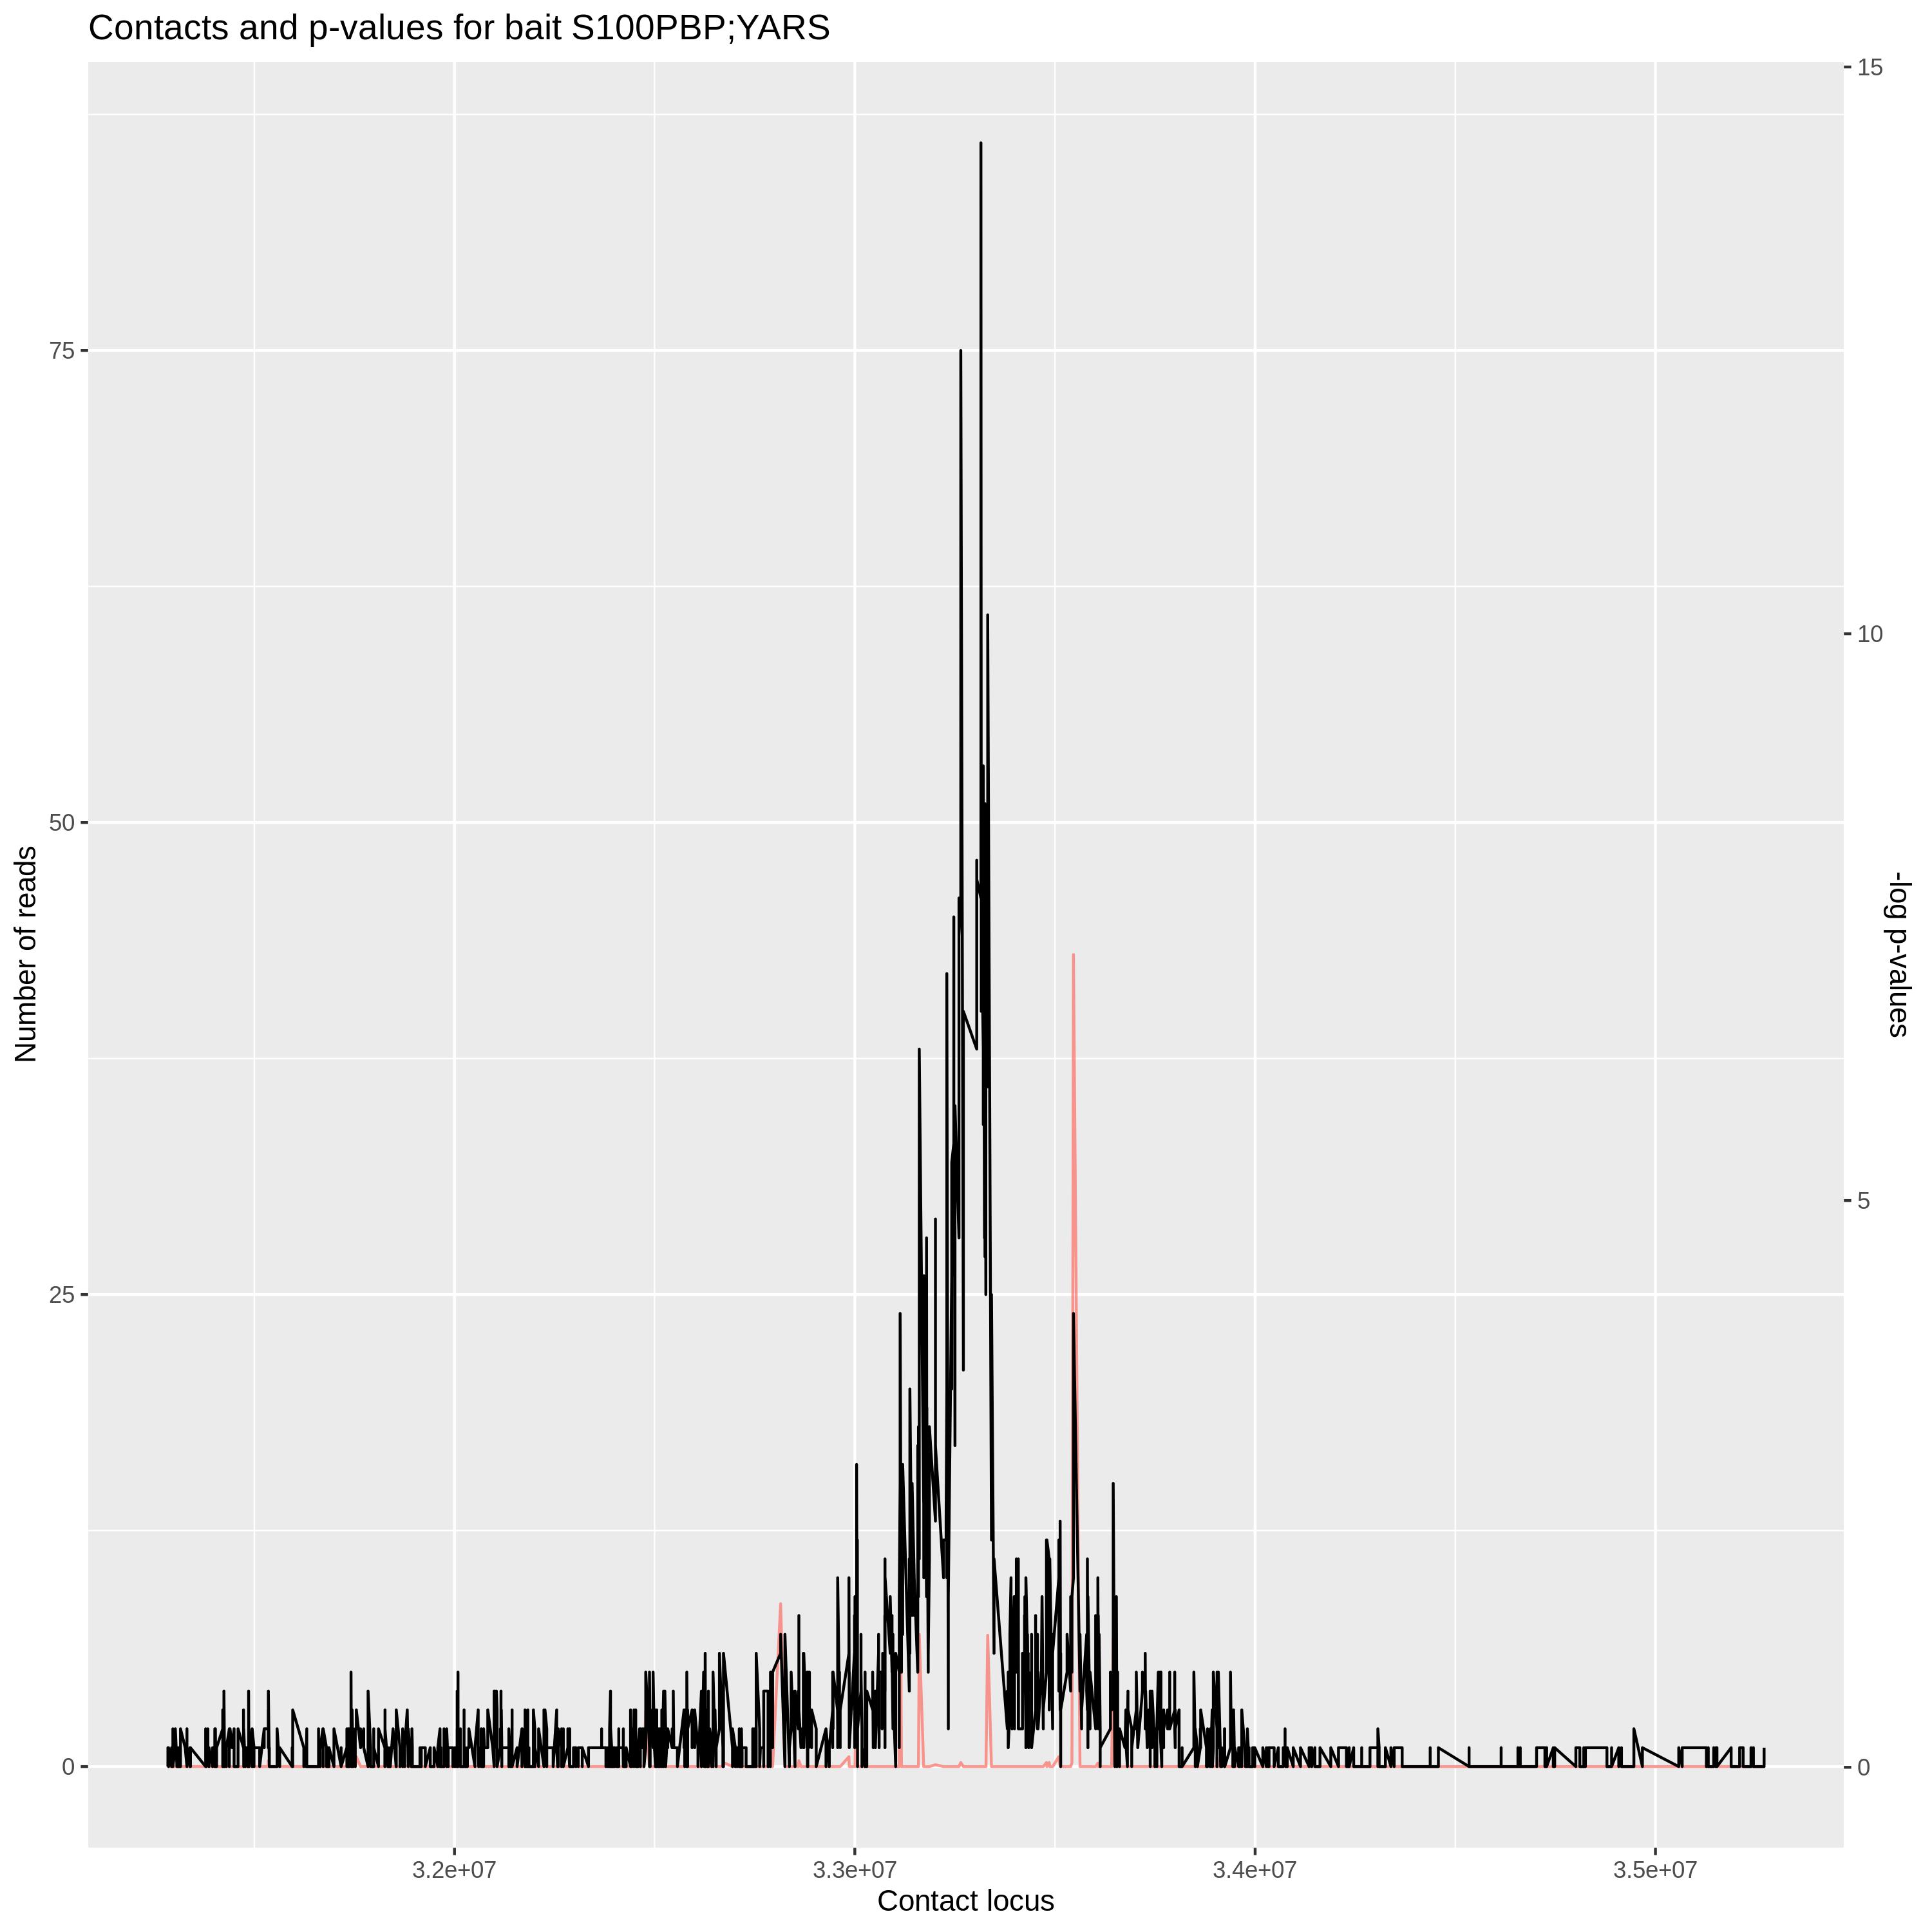 Contacts and p-values for bait S100PBP;YARS
15
75
10
50
Number of reads
-log p-values
5
25
0
0
3.2e+07
3.3e+07
3.4e+07
3.5e+07
Contact locus